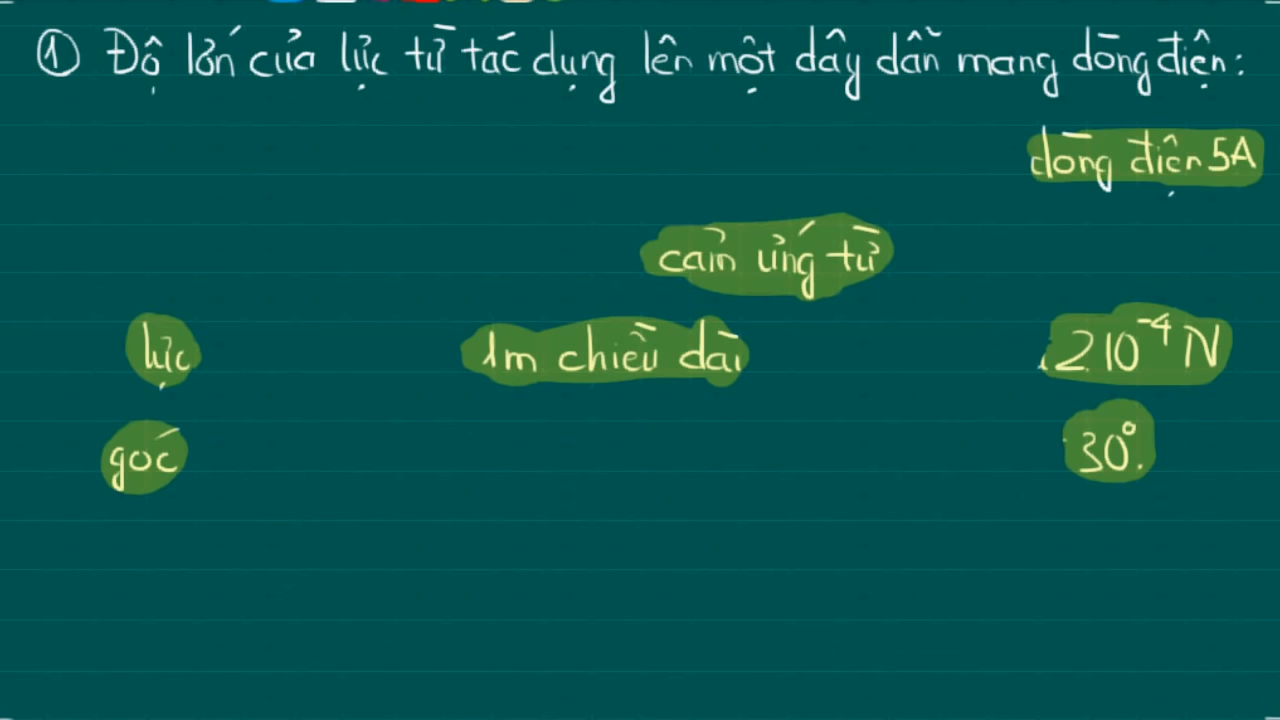 ① Độ lớn của lực từ tác dụng lên một dây dẫn mang dòng điện:
dòng điện 5A
cảm ứng từ
lực 1m chiều dài 2.10⁻⁴ N
góc 30°.